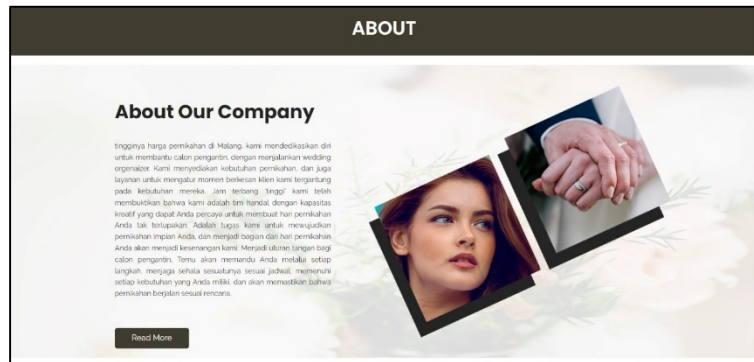 ABOUT
About Our Company
tingginya harga pernikahan di Malang, kami mendedikasikan diri
untuk membantu calon pengantin, dengan menjalankan wedding
orgenaizer. Kami menyediakan kebutuhan pernikahan, dan juga
layanan untuk mengatur momen berkesan klien kami tergantung
pada kebutuhan mereka. Jam terbang "tinggi" kami telah
membuktikan bahwa kami adalah tim handal dengan kapasitas
kreatif yang dapat Anda percaya untuk membuat hari pernikahan
Anda tak terlupakan. Adalah tugas kami untuk mewujudkan
pernikahan impian Anda, dan menjadi bagian dari hari pernikahan
Anda akan menjadi kesenangan kami. Menjadi uluran tangan bagi
calon pengantin. Temu akan memandu Anda melalui setiap
langkah, menjaga sehala sesuatunya sesuai jadwal, memenuhi
setiap kebutuhan yang Anda miliki, dan akan memastikan bahwa
pernikahan berjalan sesuai rencana.
Read More